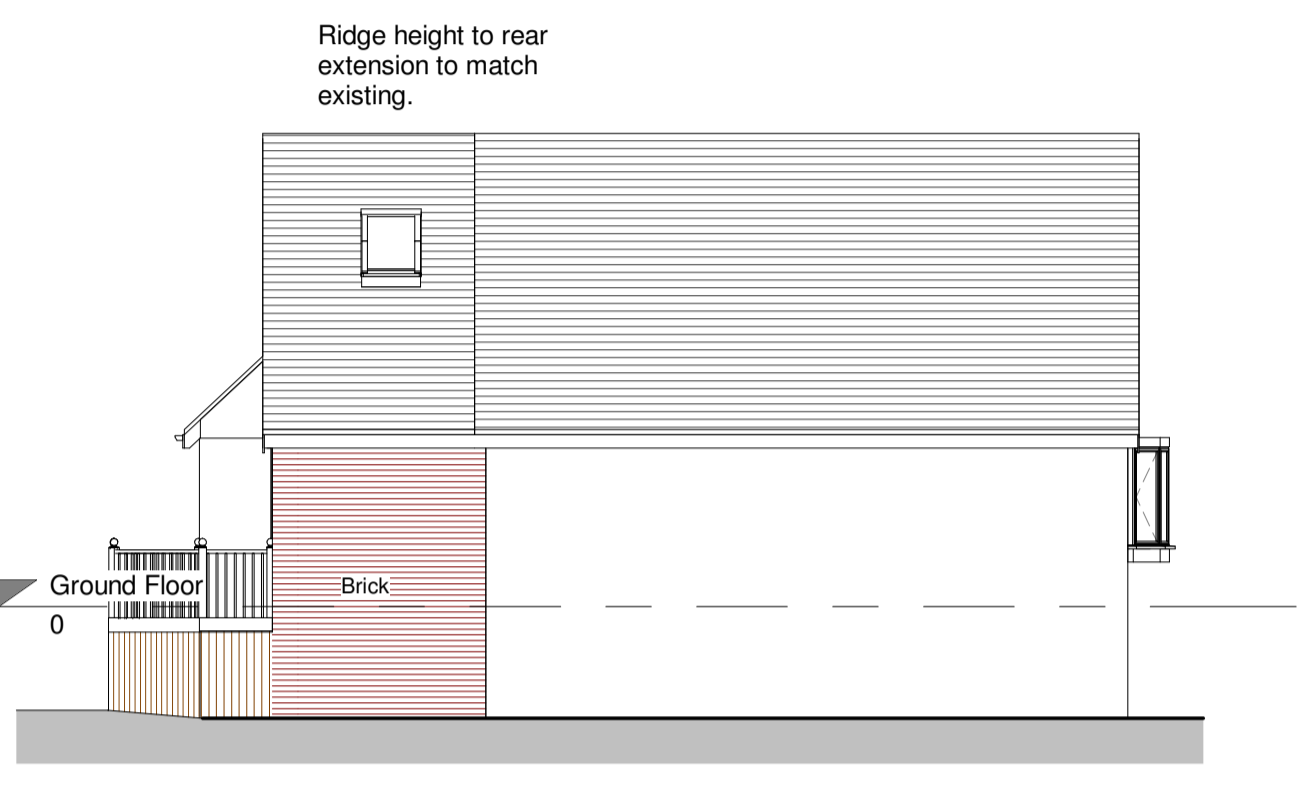 Ridge height to rear
extension to match
existing.
Ground Floor
0
Brick